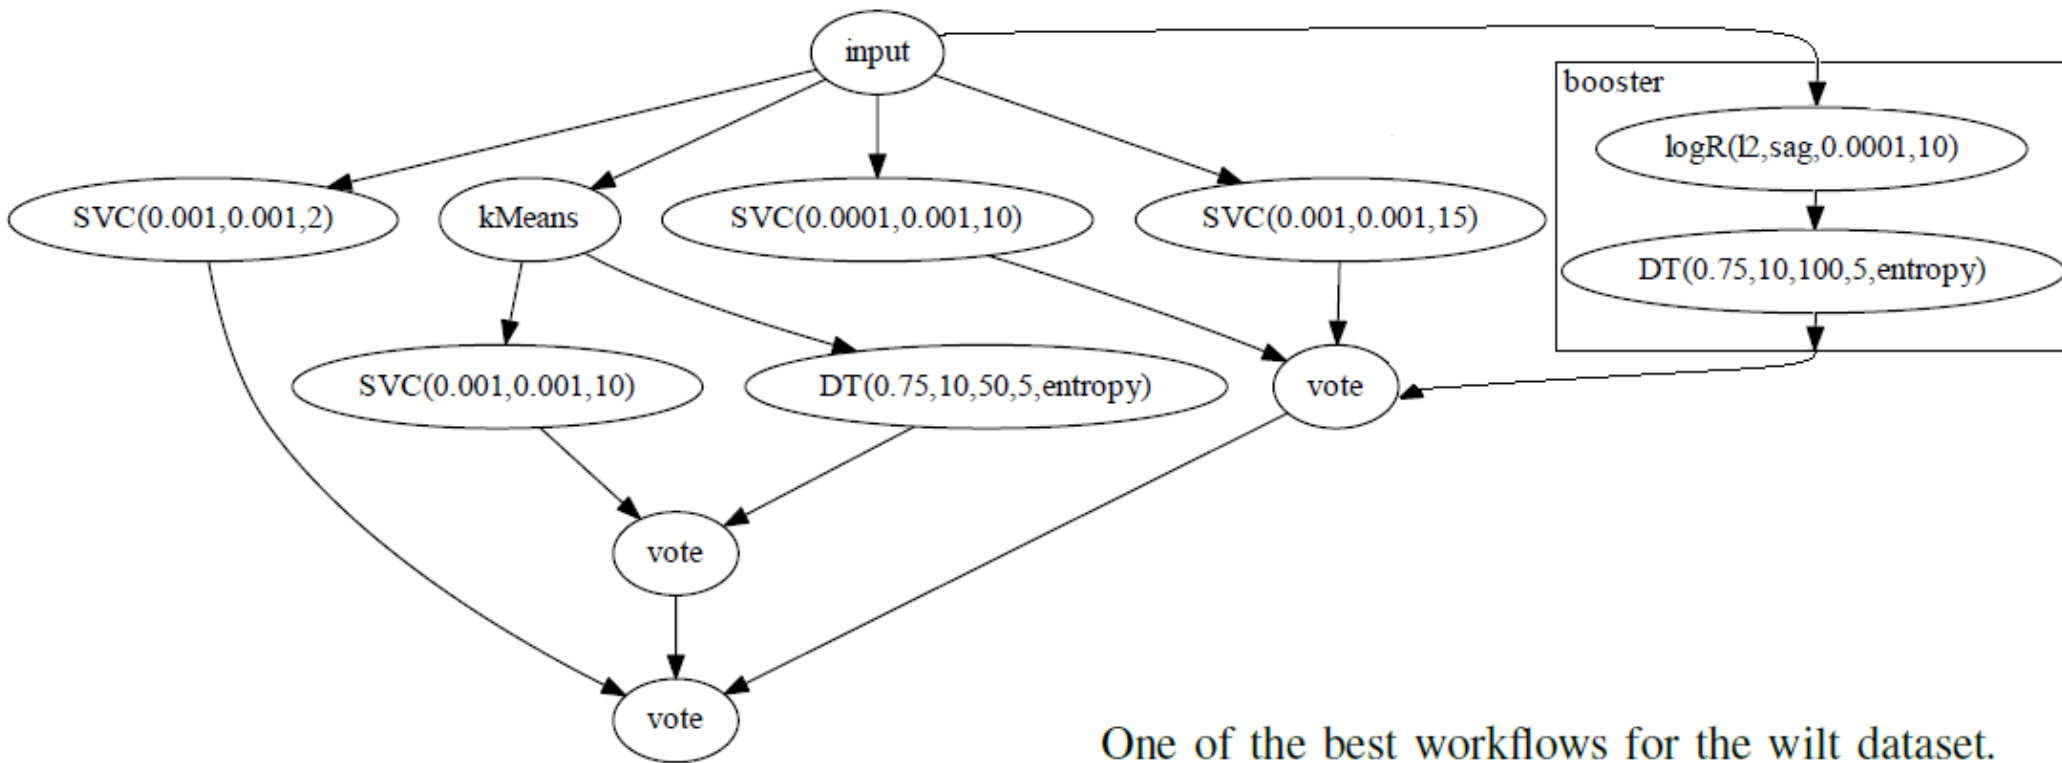 input
booster
logR(l2,sag,0.0001,10)
SVC(0.001,0.001,2)
kMeans
SVC(0.0001,0.001,10)
SVC(0.001,0.001,15)
DT(0.75,10,100,5,entropy)
SVC(0.001,0.001,10)
DT(0.75,10,50,5,entropy)
vote
vote
vote
One of the best workflows for the wilt dataset.